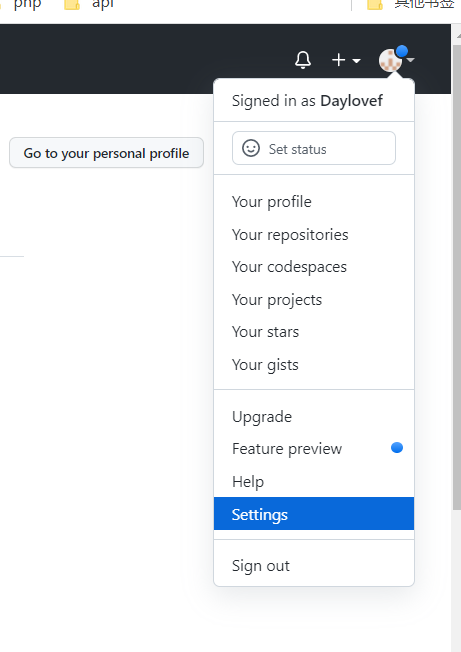 php
api
其他书签
Signed in as Daylovef
Go to your personal profile
Set status
Your profile
Your repositories
Your codespaces
Your projects
Your stars
Your gists
Upgrade
Feature preview
Help
Settings
Sign out